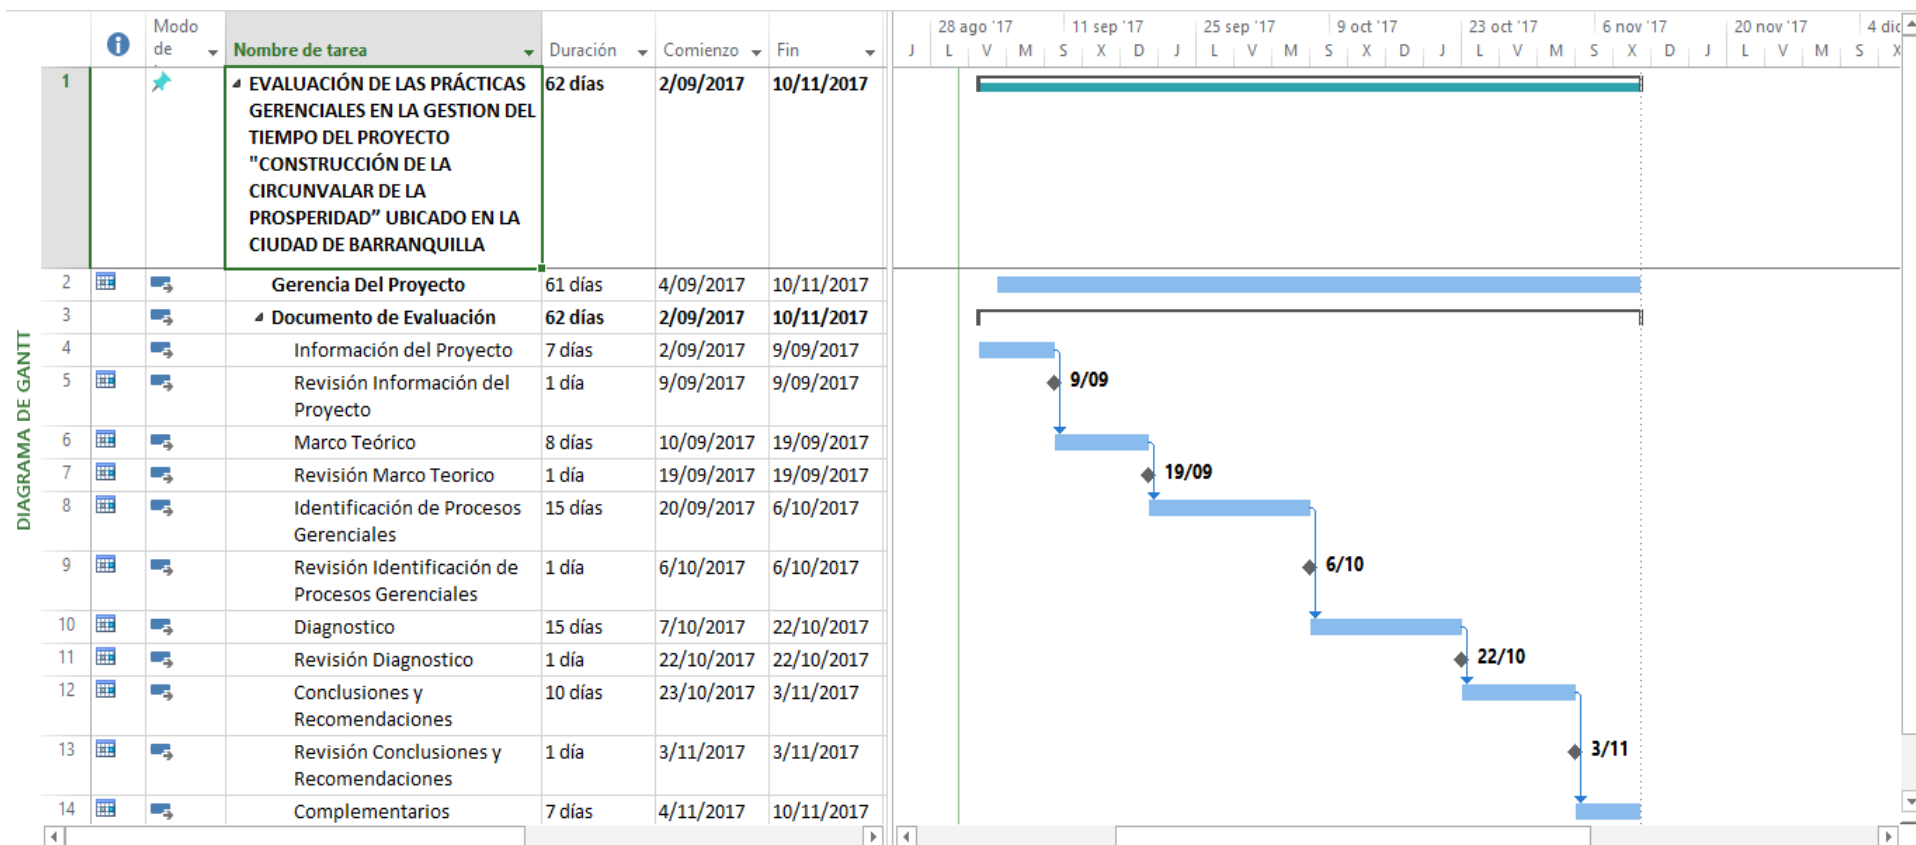 Modo de
Nombre de tarea Duración Comienzo Fin
28 ago '17 11 sep '17 25 sep '17 9 oct '17 23 oct '17 6 nov '17 20 nov '17 4 dic
J L V M S X D J L V M S X D J L V M S X D J L V M S X
DIAGRAMA DE GANTT
1 EVALUACIÓN DE LAS PRÁCTICAS 62 días 2/09/2017 10/11/2017
GERENCIALES EN LA GESTION DEL
TIEMPO DEL PROYECTO
"CONSTRUCCIÓN DE LA
CIRCUNVALAR DE LA
PROSPERIDAD” UBICADO EN LA
CIUDAD DE BARRANQUILLA
2 Gerencia Del Proyecto 61 días 4/09/2017 10/11/2017
3 Documento de Evaluación 62 días 2/09/2017 10/11/2017
4 Información del Proyecto 7 días 2/09/2017 9/09/2017
5 Revisión Información del 1 día 9/09/2017 9/09/2017 9/09
Proyecto
6 Marco Teórico 8 días 10/09/2017 19/09/2017
7 Revisión Marco Teorico 1 día 19/09/2017 19/09/2017 19/09
8 Identificación de Procesos 15 días 20/09/2017 6/10/2017
Gerenciales
9 Revisión Identificación de 1 día 6/10/2017 6/10/2017 6/10
Procesos Gerenciales
10 Diagnostico 15 días 7/10/2017 22/10/2017
11 Revisión Diagnostico 1 día 22/10/2017 22/10/2017 22/10
12 Conclusiones y 10 días 23/10/2017 3/11/2017
Recomendaciones
13 Revisión Conclusiones y 1 día 3/11/2017 3/11/2017 3/11
Recomendaciones
14 Complementarios 7 días 4/11/2017 10/11/2017